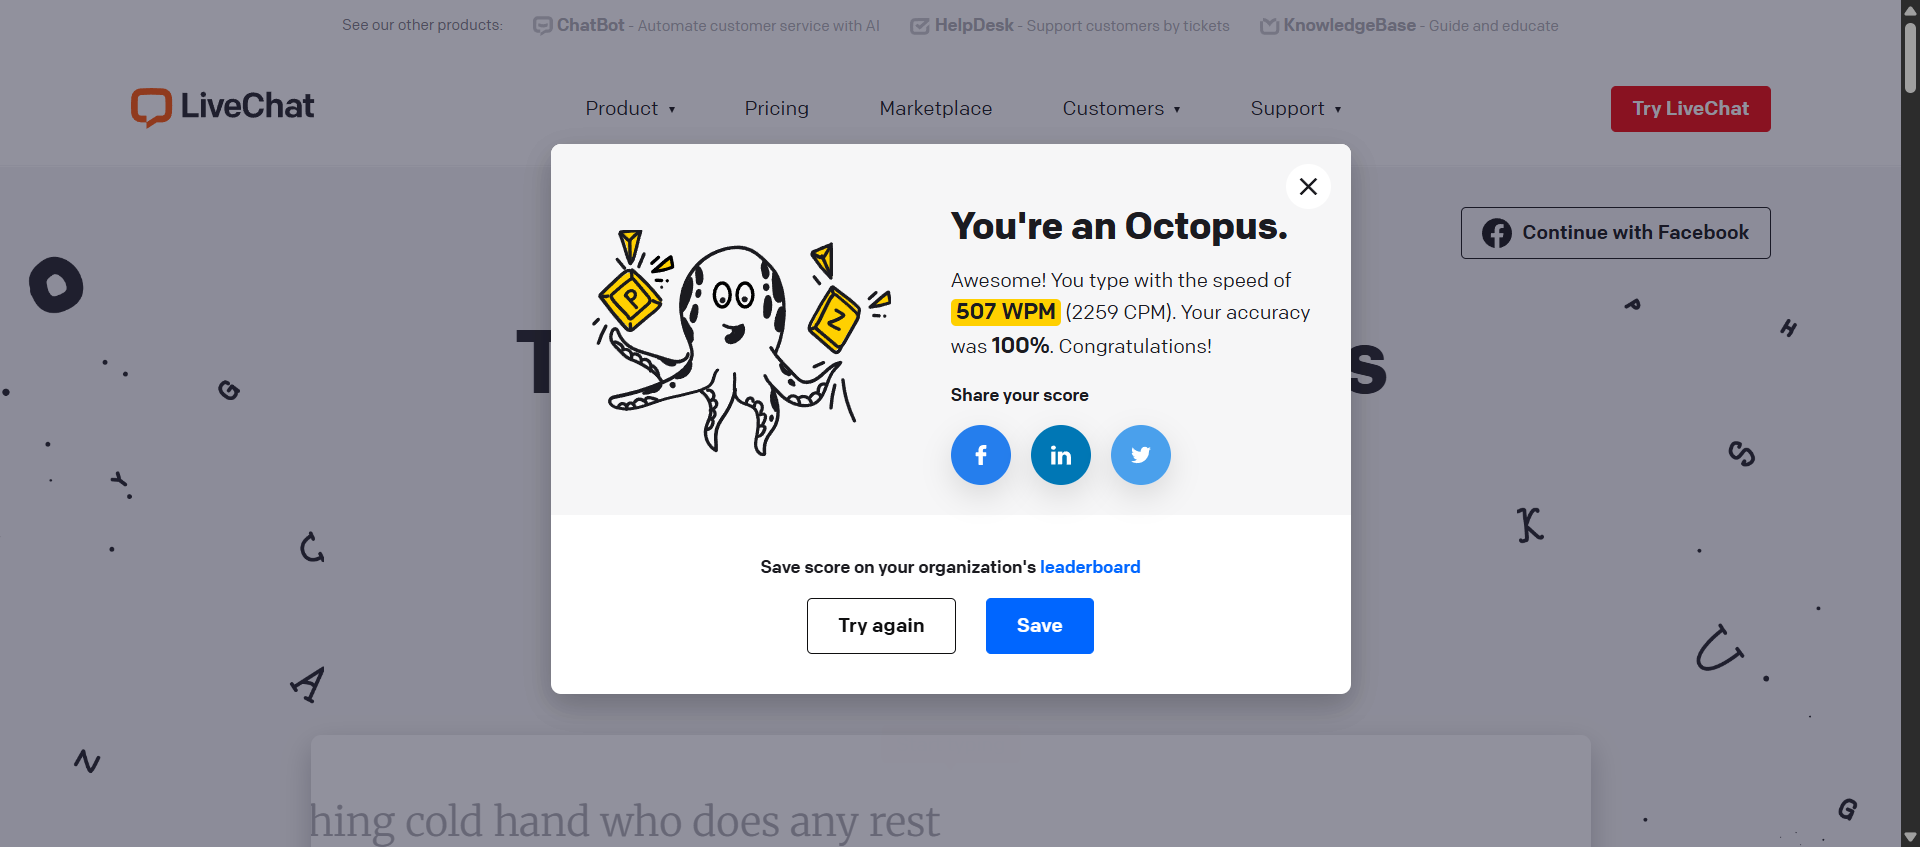 See our other products: ChatBot - Automate customer service with AI HelpDesk - Support customers by tickets KnowledgeBase - Guide and educate
LiveChat Product ▾ Pricing Marketplace Customers ▾ Support ▾ Try LiveChat
Continue with Facebook
You're an Octopus.
Awesome! You type with the speed of
507 WPM (2259 CPM). Your accuracy
was 100%. Congratulations!
P
Z
Share your score
f in
Save score on your organization's leaderboard
Try again Save
T s
O
G
Y
C
A
N
P
H
S
K
U
G
hing cold hand who does any rest